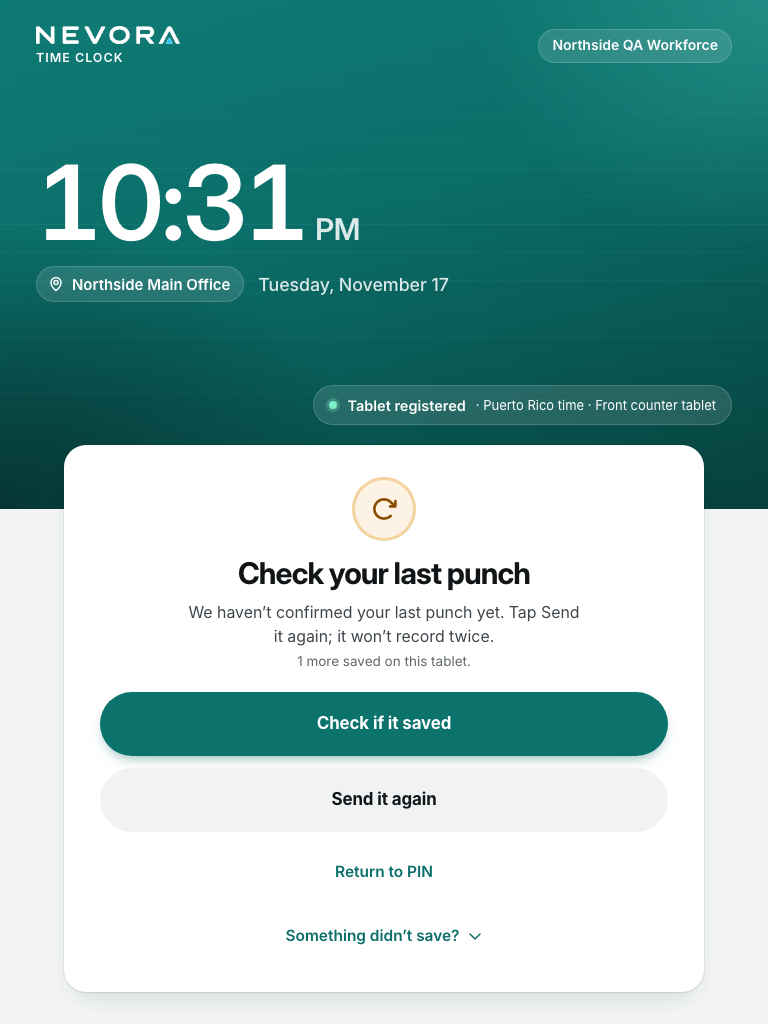 NEVORA
TIME CLOCK
Northside QA Workforce
10:31 PM
Northside Main Office
Tuesday, November 17
Tablet registered · Puerto Rico time · Front counter tablet
Check your last punch
We haven’t confirmed your last punch yet. Tap Send
it again; it won’t record twice.
1 more saved on this tablet.
Check if it saved
Send it again
Return to PIN
Something didn’t save?